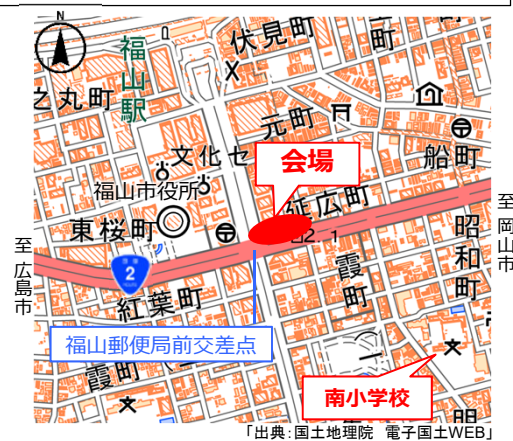 N
福山駅
伏見町
之丸町
元町
船町
文化セ
会場
福山市役所
延広町
東桜町
2.1
至岡山市
至広島市
2
昭和町
霞町
紅葉町
福山郵便局前交差点
霞町
南小学校
「出典：国土地理院　電子国土WEB」